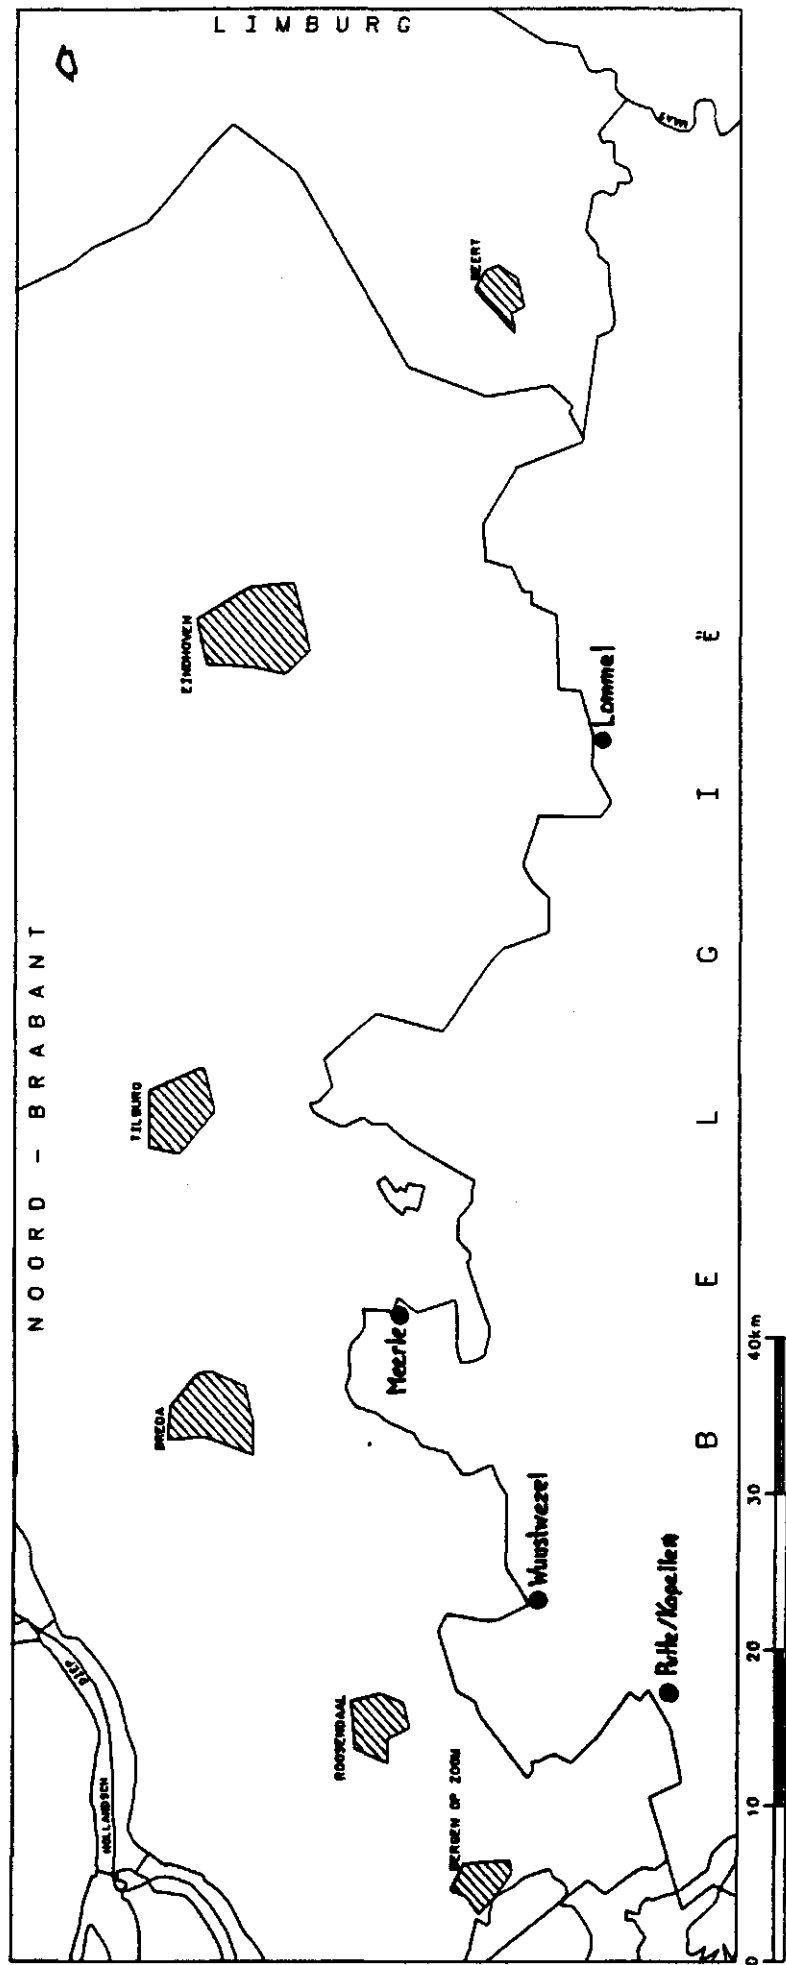 LIMBURG
NOORD - BRABANT
MAAS
WEERT
EINDHOVEN
TILBURG
BREDA
DIEP
HOLLANDSCH
ROOSENDAAL
BERGEN OP ZOOM
Lommel
Meerle
Wuustwezel
Putte/Kapellen
BELGIË
0 10 20 30 40km